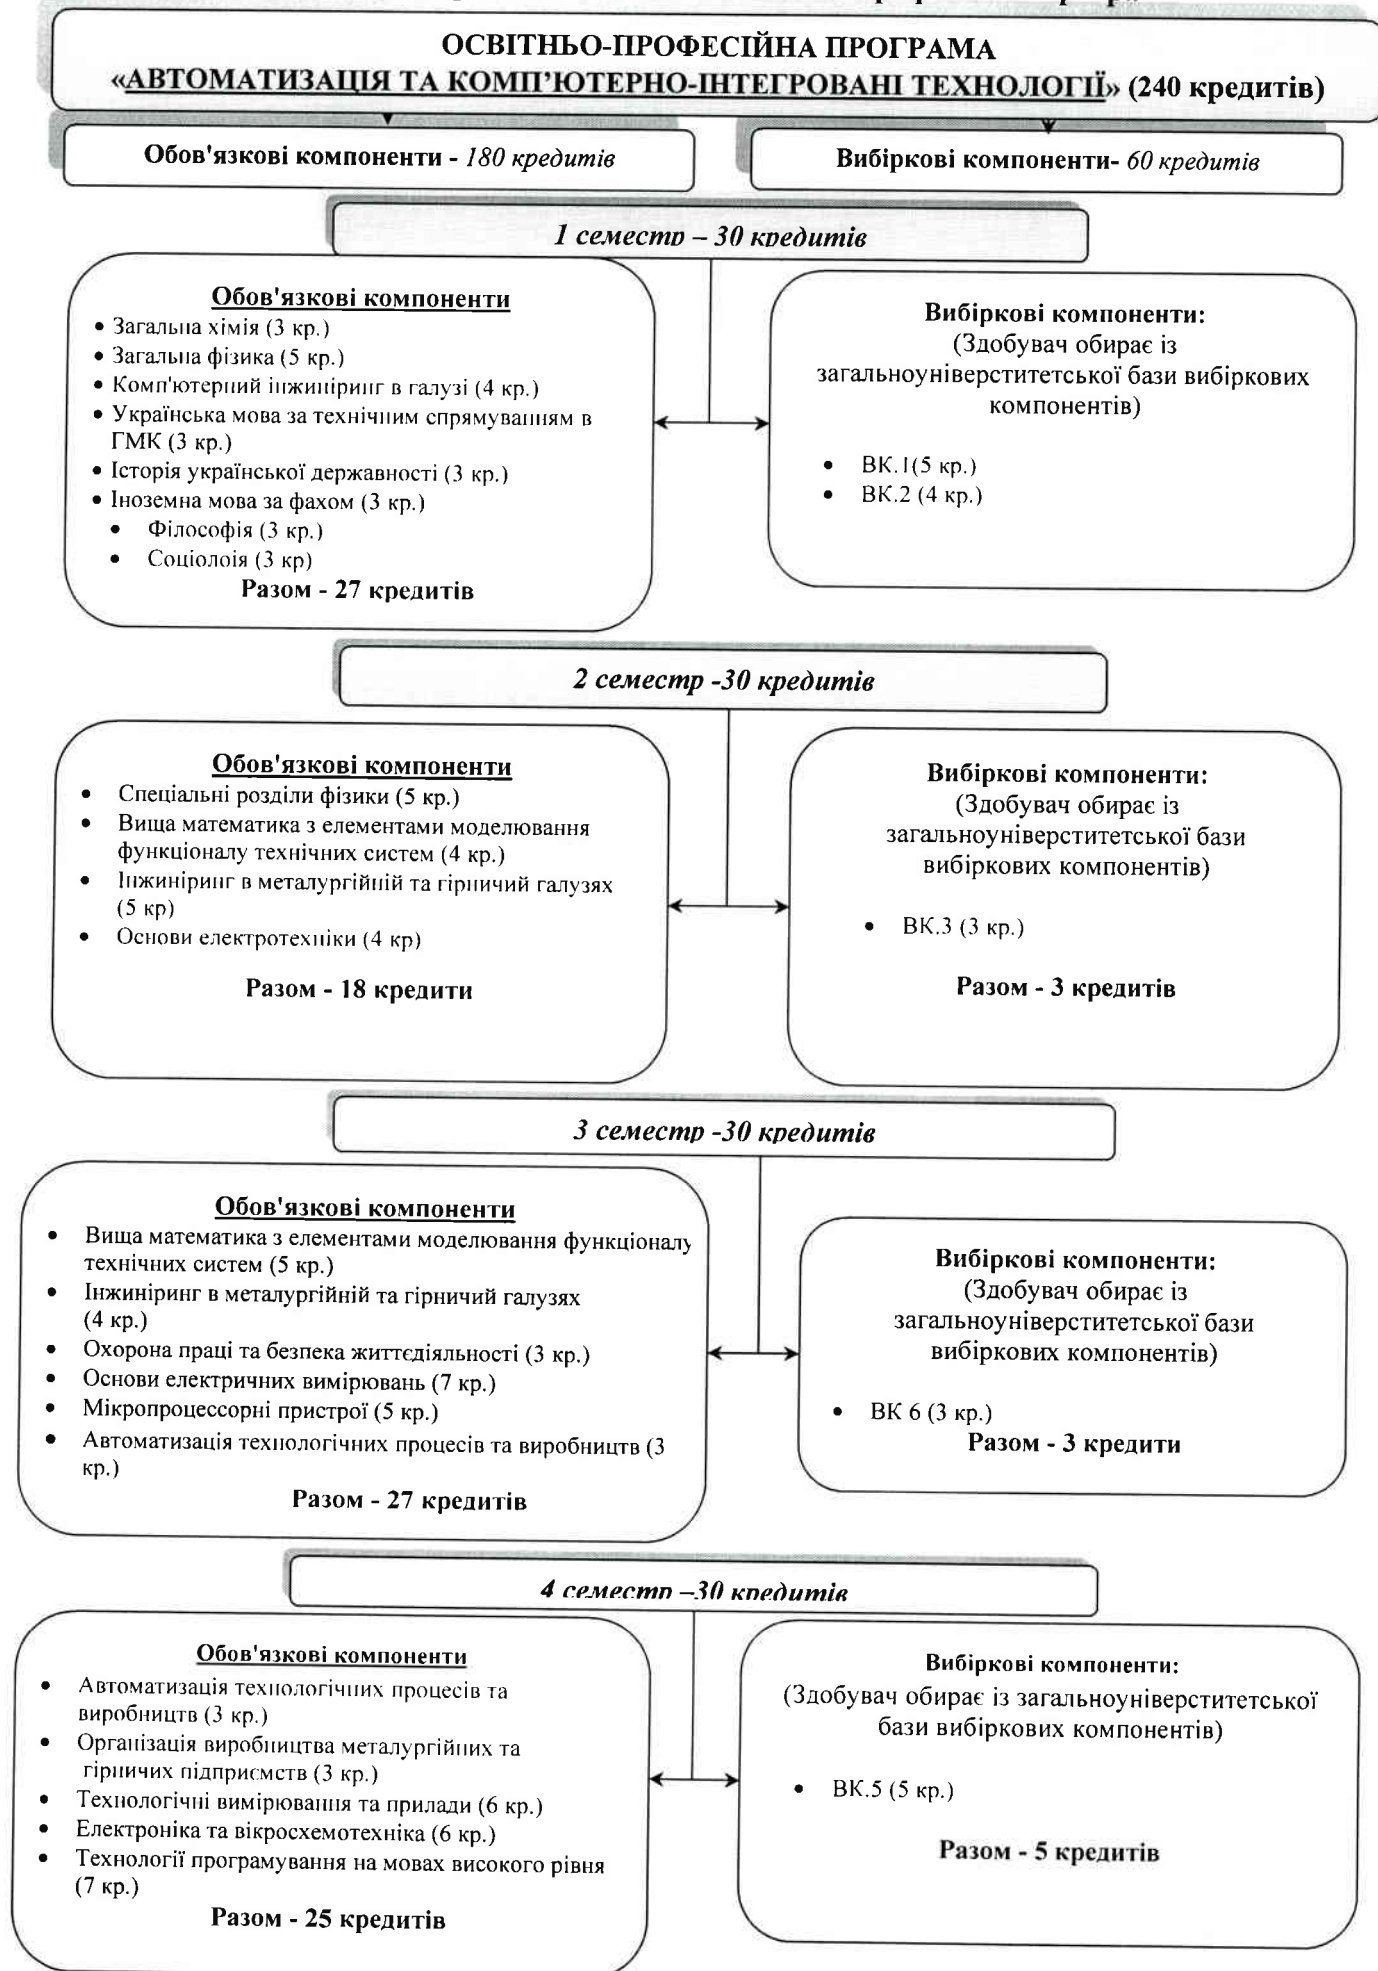 ОСВІТНЬО-ПРОФЕСІЙНА ПРОГРАМА
«АВТОМАТИЗАЦІЯ ТА КОМП'ЮТЕРНО-ІНТЕГРОВАНІ ТЕХНОЛОГІЇ» (240 кредитів)
Обов'язкові компоненти - 180 кредитів
Вибіркові компоненти- 60 кредитів
1 семестр – 30 кредитів
Обов'язкові компоненти
• Загальна хімія (3 кр.)
• Загальна фізика (5 кр.)
• Комп'ютерний інжиніринг в галузі (4 кр.)
• Українська мова за технічним спрямуванням в
ГМК (3 кр.)
• Історія української державності (3 кр.)
• Іноземна мова за фахом (3 кр.)
• Філософія (3 кр.)
• Соціолоія (3 кр)
Разом - 27 кредитів
Вибіркові компоненти:
(Здобувач обирає із
загальноуніверститетської бази вибіркових
компонентів)
• ВК.1(5 кр.)
• ВК.2 (4 кр.)
2 семестр -30 кредитів
Обов'язкові компоненти
• Спеціальні розділи фізики (5 кр.)
• Вища математика з елементами моделювання
функціоналу технічних систем (4 кр.)
• Інжиніринг в металургійній та гірничий галузях
(5 кр)
• Основи електротехніки (4 кр)
Разом - 18 кредити
Вибіркові компоненти:
(Здобувач обирає із
загальноуніверститетської бази
вибіркових компонентів)
• ВК.3 (3 кр.)
Разом - 3 кредитів
3 семестр -30 кредитів
Обов'язкові компоненти
• Вища математика з елементами моделювання функціоналу
технічних систем (5 кр.)
• Інжиніринг в металургійній та гірничий галузях
(4 кр.)
• Охорона праці та безпека життєдіяльності (3 кр.)
• Основи електричних вимірювань (7 кр.)
• Мікропроцессорні пристрої (5 кр.)
• Автоматизація технологічних процесів та виробництв (3
кр.)
Разом - 27 кредитів
Вибіркові компоненти:
(Здобувач обирає із
загальноуніверститетської бази
вибіркових компонентів)
• ВК 6 (3 кр.)
Разом - 3 кредити
4 семестр –30 кредитів
Обов'язкові компоненти
• Автоматизація технологічних процесів та
виробництв (3 кр.)
• Організація виробництва металургійних та
гірничих підприємств (3 кр.)
• Технологічні вимірювання та прилади (6 кр.)
• Електроніка та вікросхемотехніка (6 кр.)
• Технології програмування на мовах високого рівня
(7 кр.)
Разом - 25 кредитів
Вибіркові компоненти:
(Здобувач обирає із загальноуніверститетської
бази вибіркових компонентів)
• ВК.5 (5 кр.)
Разом - 5 кредитів